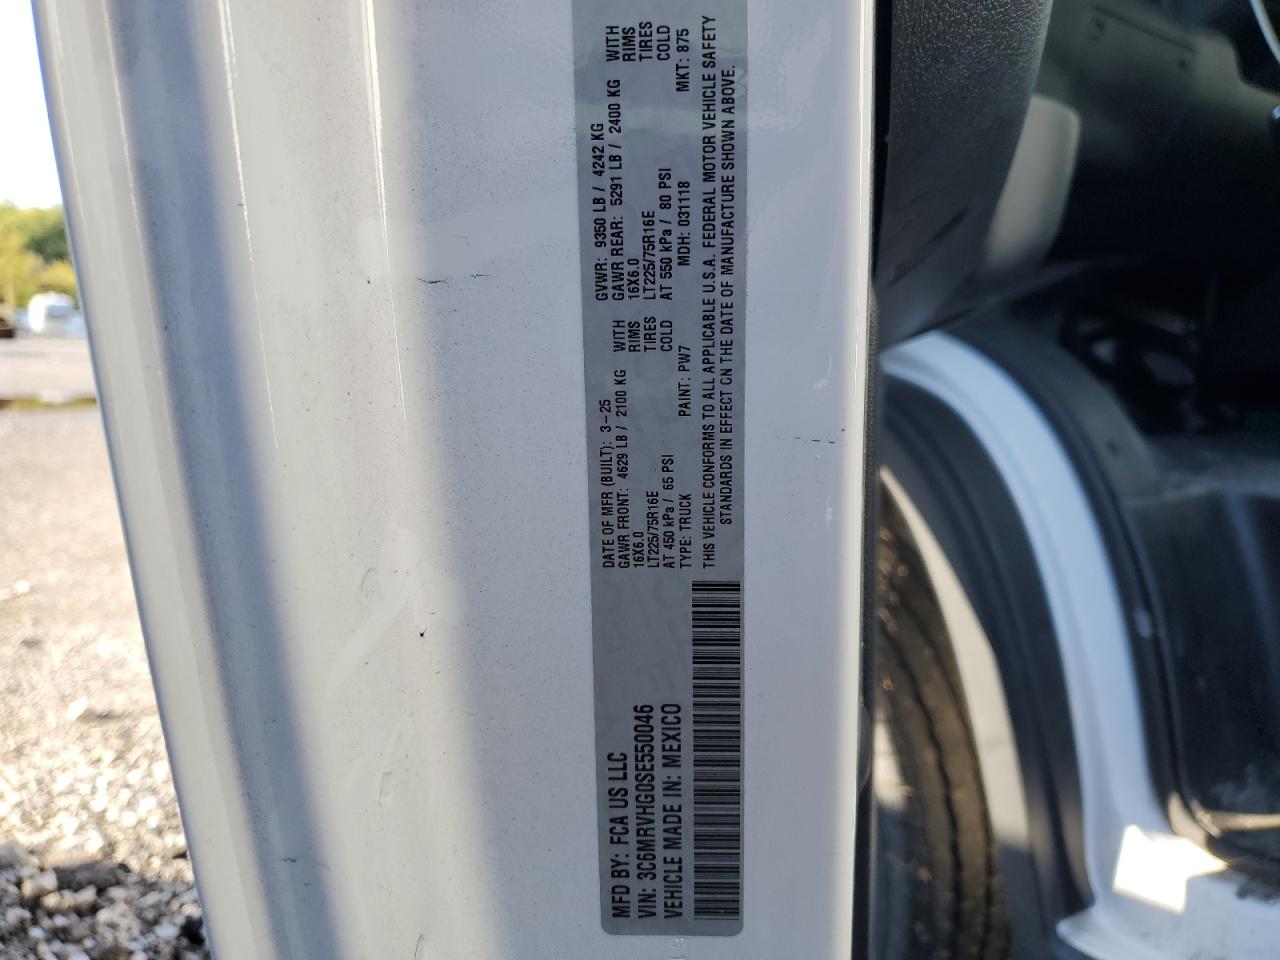 MFD BY: FCA US LLC
VIN: 3C6MRVHG0SE550046
VEHICLE MADE IN: MEXICO
DATE OF MFR (BUILT): 3-25 GVWR: 9350 LB / 4242 KG
GAWR FRONT: 4629 LB / 2100 KG WITH GAWR REAR: 5291 LB / 2400 KG WITH
16X6.0 RIMS 16X6.0 RIMS
LT225/75R16E TIRES LT225/75R16E TIRES
AT 450 kPa / 65 PSI COLD AT 550 kPa / 80 PSI COLD
TYPE: TRUCK PAINT: PW7 MDH: 031118 MKT: 875
THIS VEHICLE CONFORMS TO ALL APPLICABLE U.S.A. FEDERAL MOTOR VEHICLE SAFETY
STANDARDS IN EFFECT ON THE DATE OF MANUFACTURE SHOWN ABOVE.